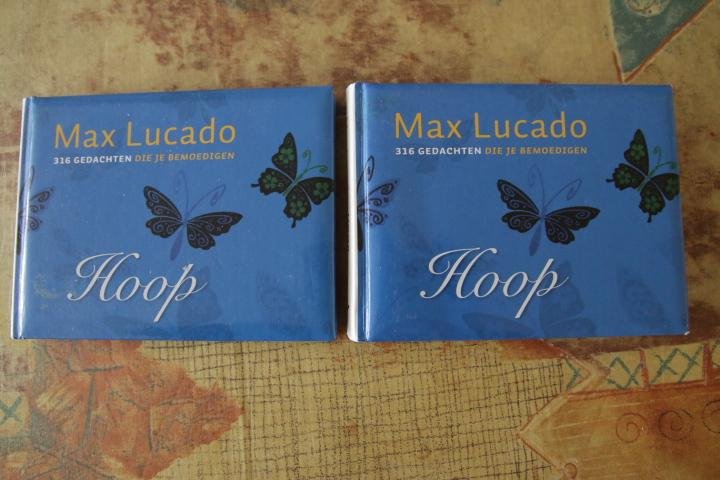 Max Lucado
316 GEDACHTEN DIE JE BEMOEDIGEN
Hoop
Max Lucado
316 GEDACHTEN DIE JE BEMOEDIGEN
Hoop